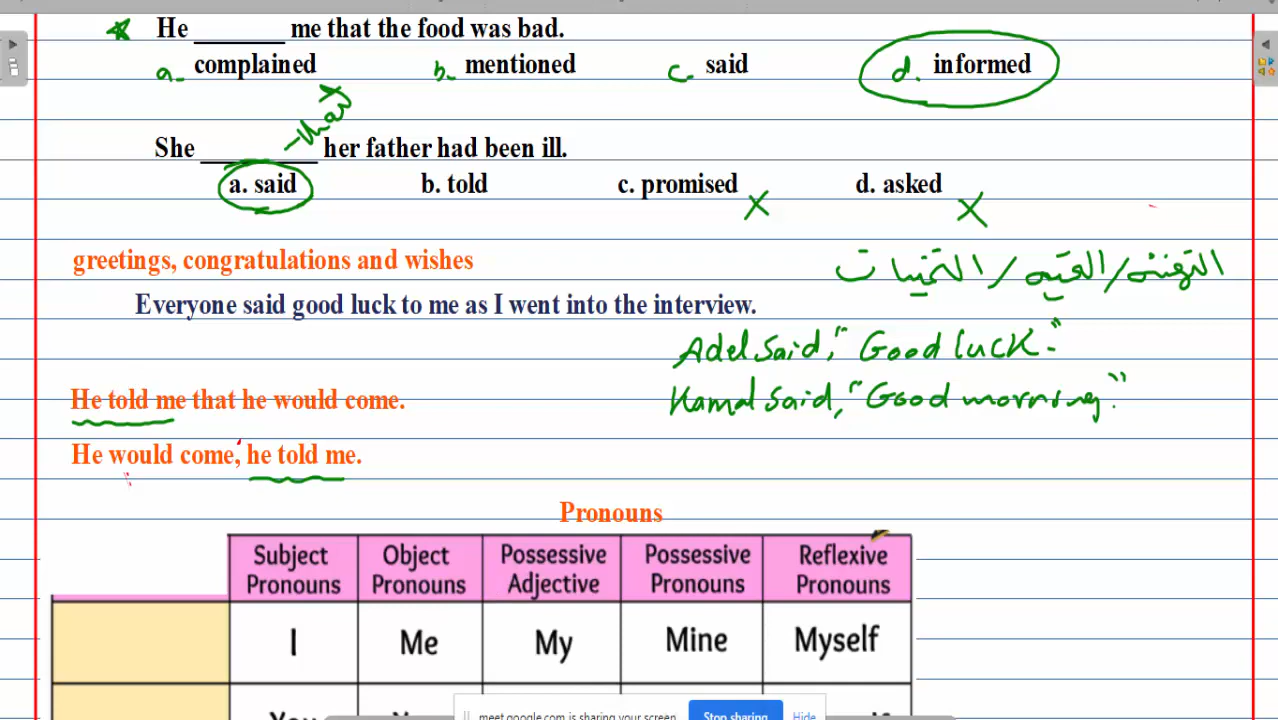 He ______ me that the food was bad.
a- complained b- mentioned c- said d. informed
that
She ______ her father had been ill.
a. said b. told c. promised d. asked
X X
greetings, congratulations and wishes التهنئه / التحيه / التمنيات
Everyone said good luck to me as I went into the interview.
Adel said, "Good luck."
He told me that he would come. Kamal said, "Good morning."
He would come, he told me.
Pronouns
Subject Pronouns Object Pronouns Possessive Adjective Possessive Pronouns Reflexive Pronouns
I Me My Mine Myself
meet.google.com is sharing your screen. Stop sharing Hide